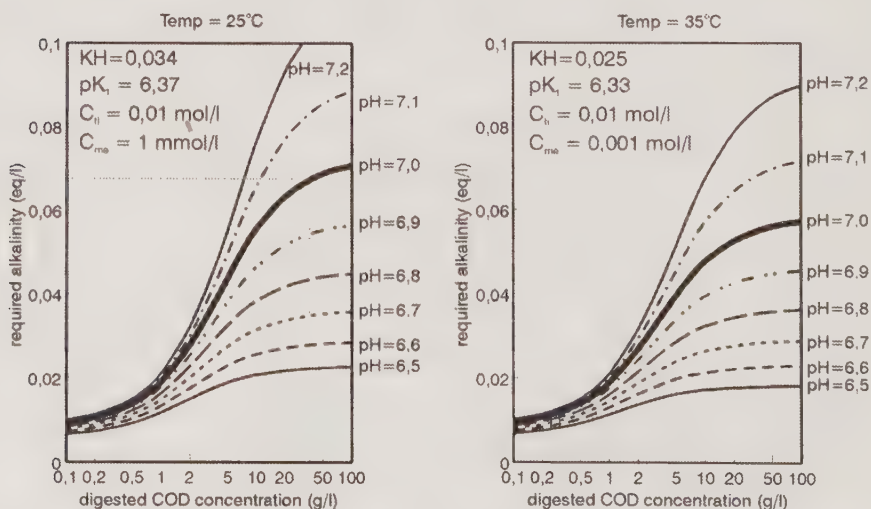 Temp = 25°C
required alkalinity (eq/l)
0,1
0,08
0,06
0,04
0,02
0
KH=0,034
pK₁ = 6,37
C_ti = 0,01 mol/l
C_me = 1 mmol/l
pH=7,2
pH=7.1
pH=7,0
pH=6,9
pH=6,8
pH=6.7
pH=6,6
pH=6,5
0,1 0,2 0,5 1 2 5 10 20 50 100
digested COD concentration (g/l)
Temp = 35°C
required alkalinity (eq/l)
0,1
0,08
0,06
0,04
0,02
0
KH=0,025
pK₁ = 6,33
C_ti = 0,01 mol/l
C_me = 0,001 mol/l
pH=7,2
pH=7,1
pH=7,0
pH=6,9
pH=6,8
pH=6,7
pH=6,6
pH=6,5
0,1 0,2 0,5 1 2 5 10 20 50 100
digested COD concentration (g/l)